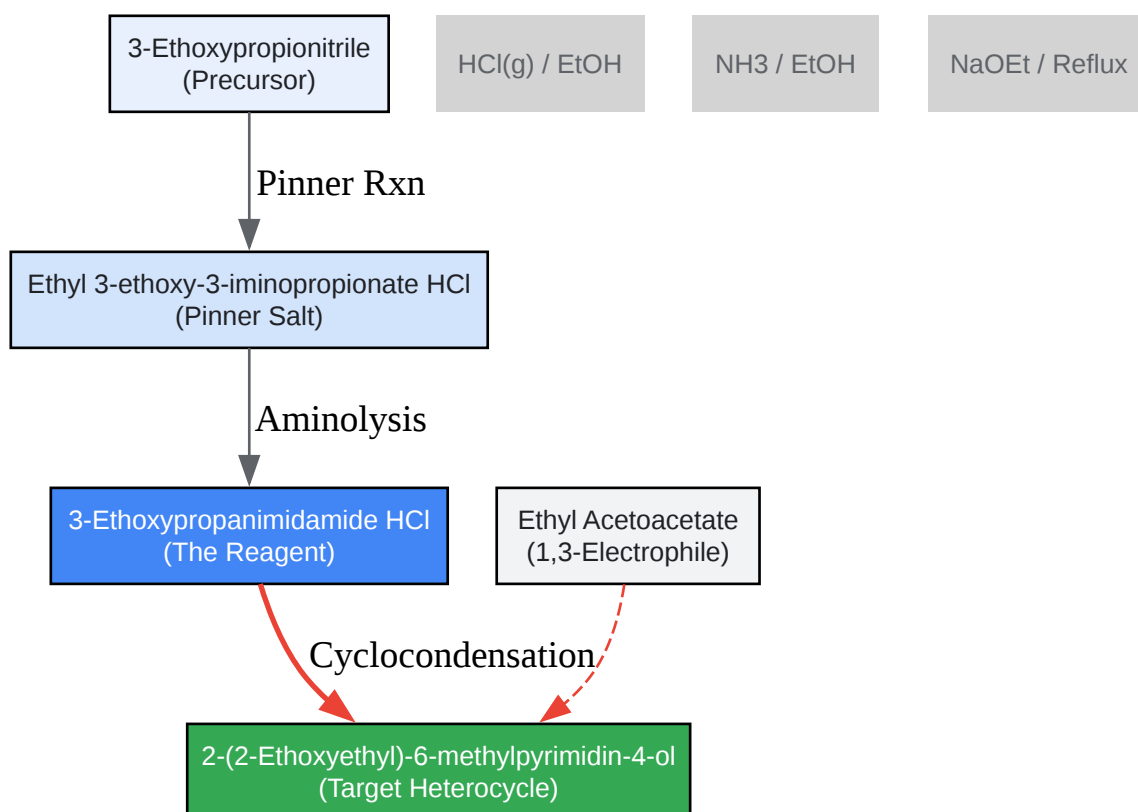 3-Ethoxypropionitrile
(Precursor)
HCl(g) / EtOH
NH3 / EtOH
NaOEt / Reflux
Pinner Rxn
Ethyl 3-ethoxy-3-iminopropionate HCl
(Pinner Salt)
Aminolysis
3-Ethoxypropanimidamide HCl
(The Reagent)
Ethyl Acetoacetate
(1,3-Electrophile)
Cyclocondensation
2-(2-Ethoxyethyl)-6-methylpyrimidin-4-ol
(Target Heterocycle)